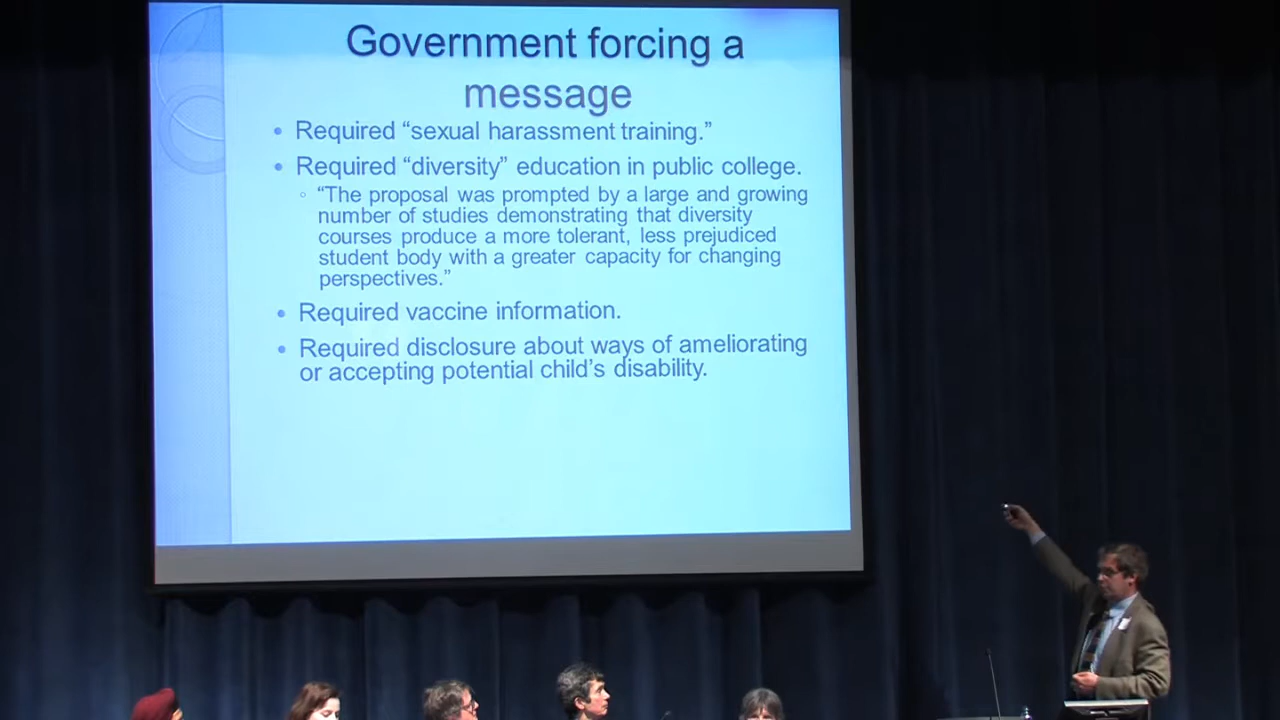 Government forcing a
message
• Required “sexual harassment training.”
• Required “diversity” education in public college.
◦ “The proposal was prompted by a large and growing
number of studies demonstrating that diversity
courses produce a more tolerant, less prejudiced
student body with a greater capacity for changing
perspectives.”
• Required vaccine information.
• Required disclosure about ways of ameliorating
or accepting potential child’s disability.